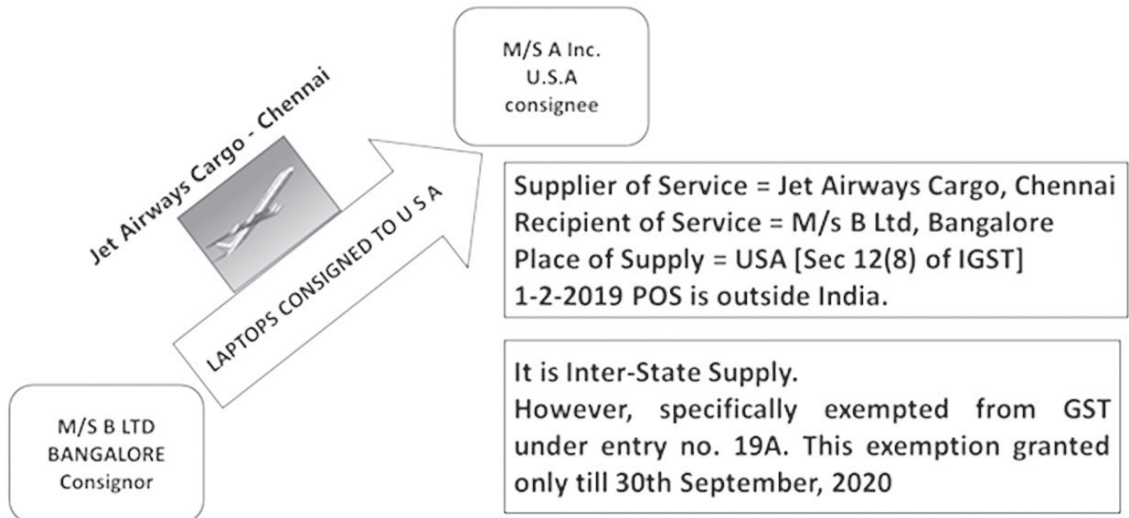 M/S A Inc.
U.S.A
consignee
Jet Airways Cargo - Chennai
LAPTOPS CONSIGNED TO U S A
M/S B LTD
BANGALORE
Consignor
Supplier of Service = Jet Airways Cargo, Chennai
Recipient of Service = M/s B Ltd, Bangalore
Place of Supply = USA [Sec 12(8) of IGST]
1-2-2019 POS is outside India.
It is Inter-State Supply.
However, specifically exempted from GST
under entry no. 19A. This exemption granted
only till 30th September, 2020